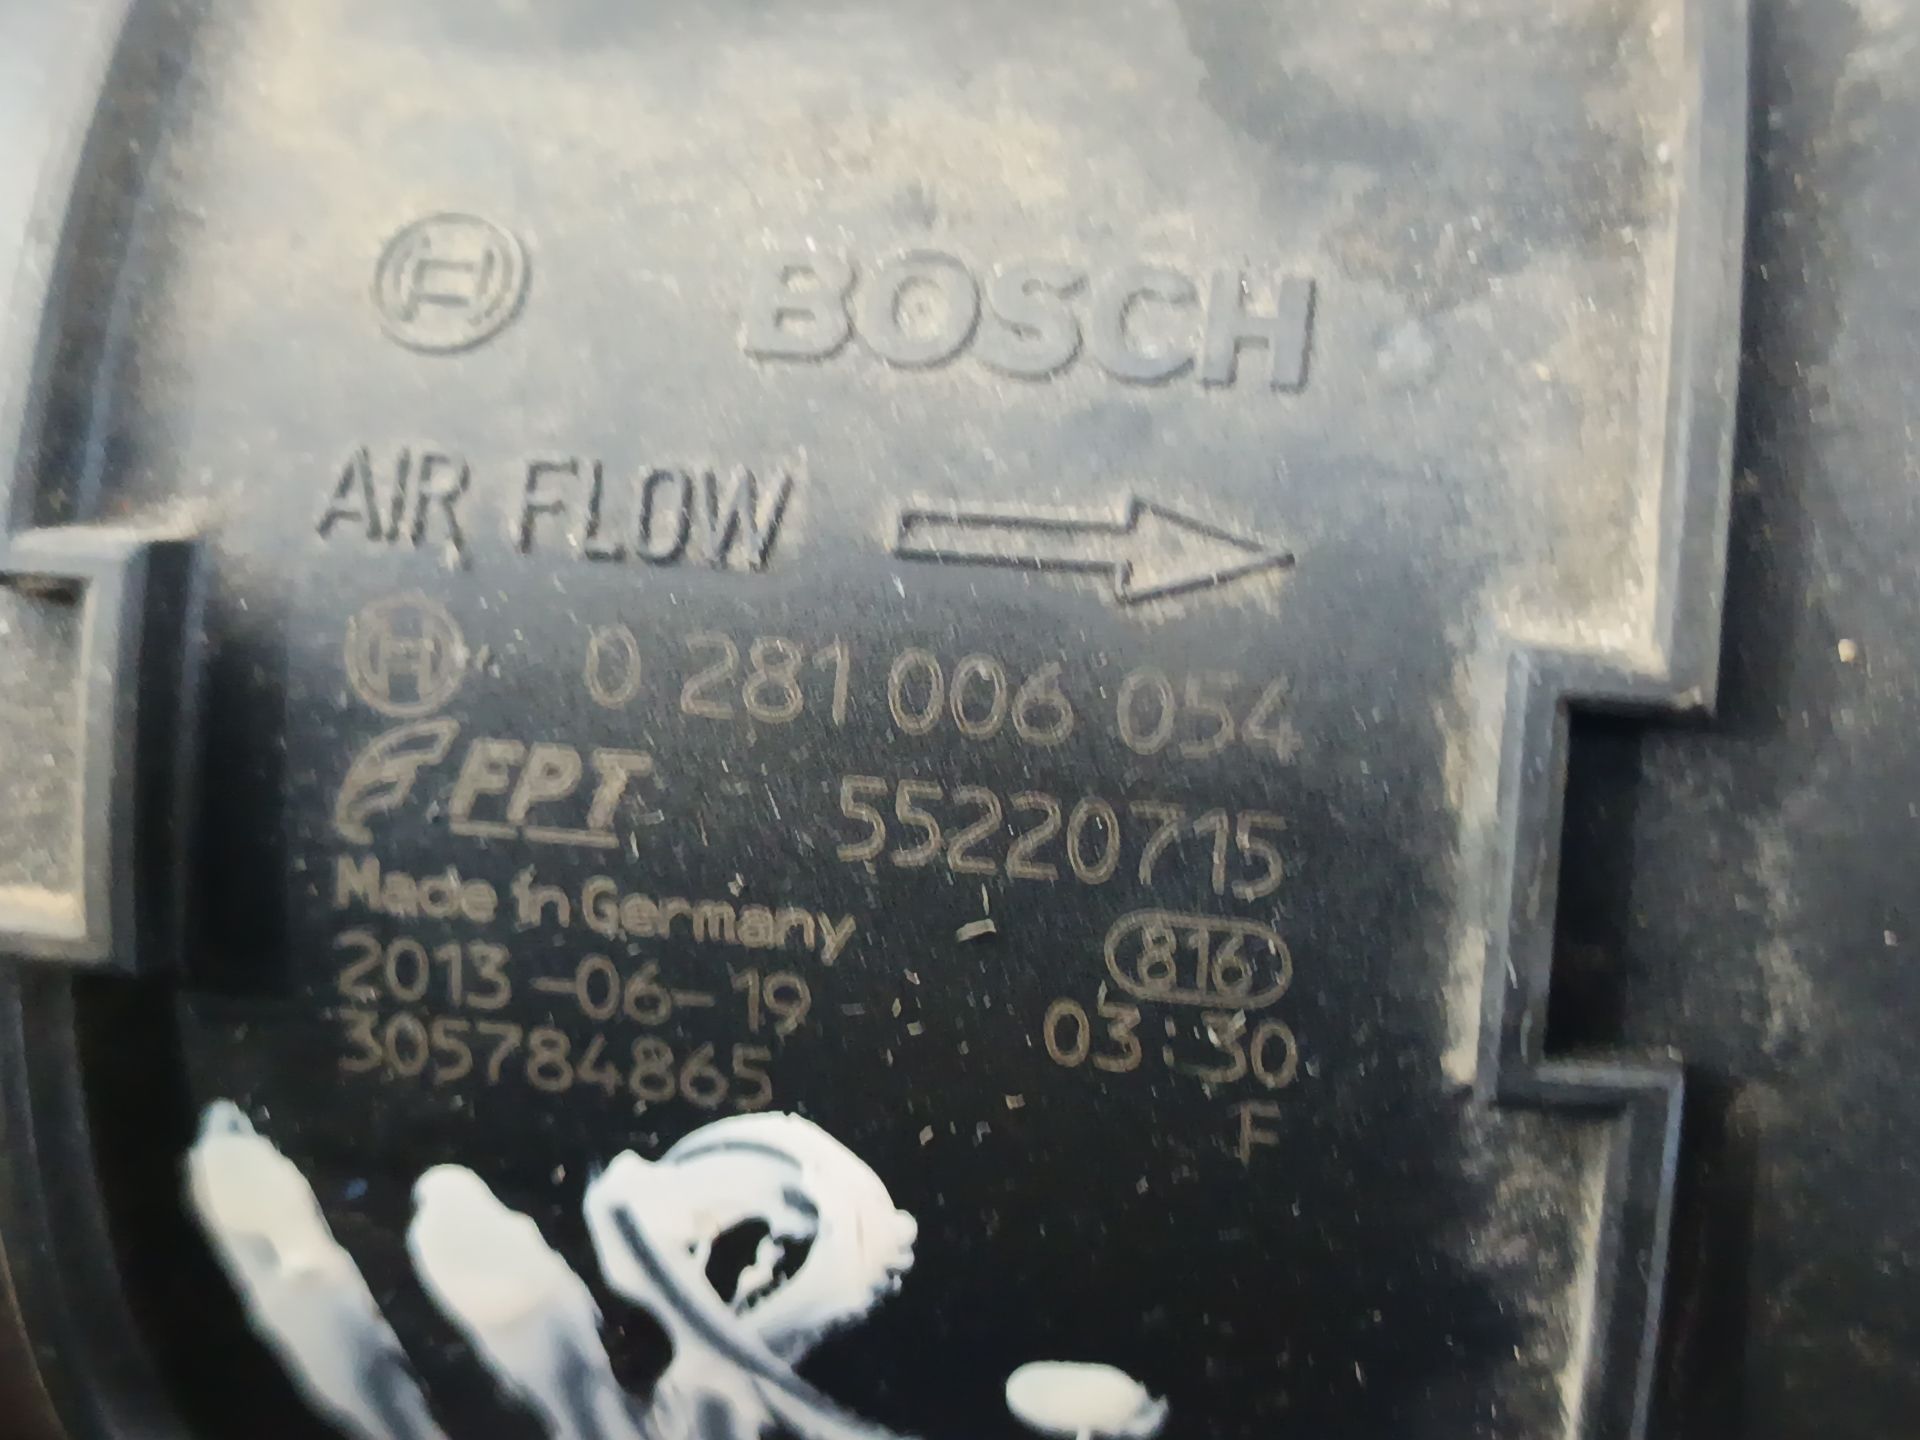 BOSCH
AIR FLOW
0 281 006 054
FPT 55220715
Made in Germany
816
2013-06-19
03:30
305784865
F